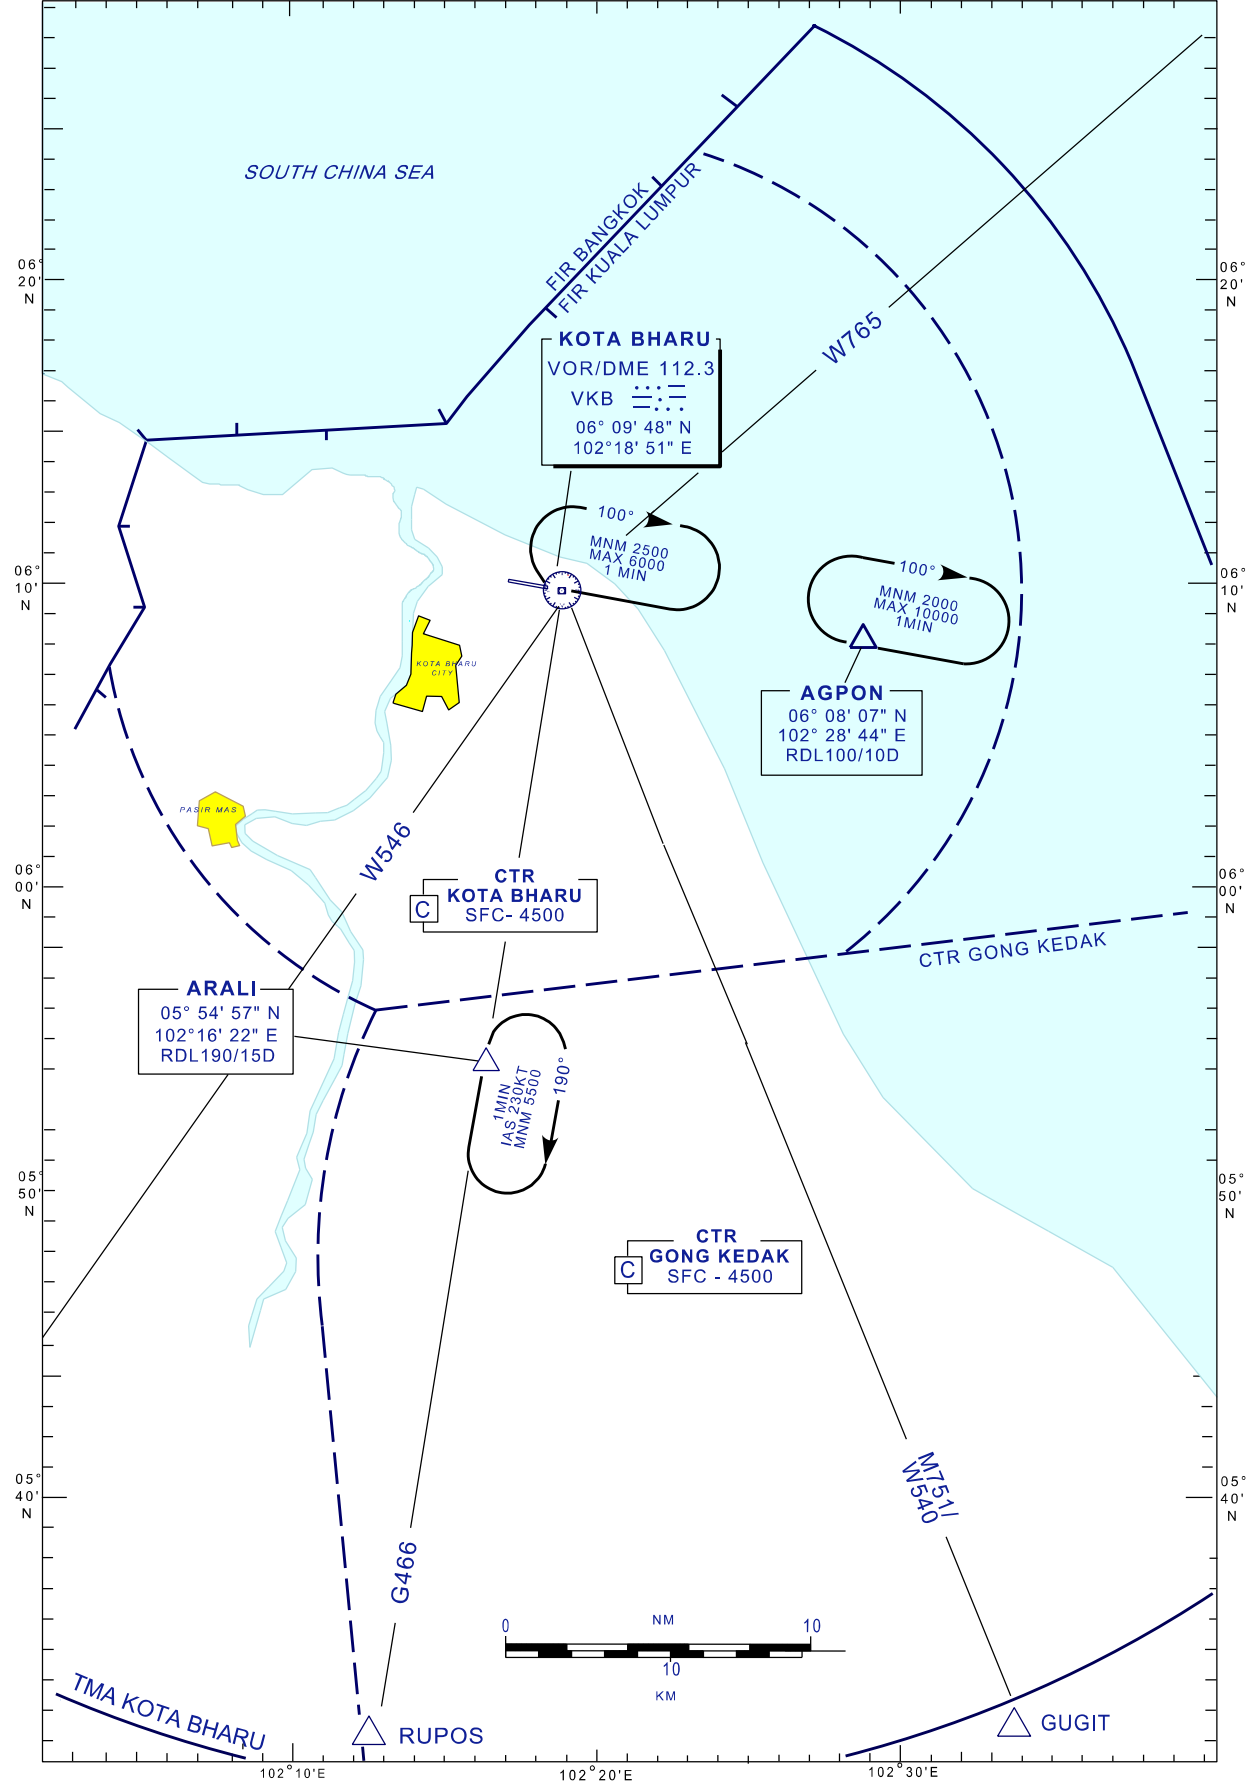 SOUTH CHINA SEA
FIR BANGKOK
FIR KUALA LUMPUR
06°
20'
N
06°
20'
N
W765
KOTA BHARU
VOR/DME 112.3
VKB
06° 09' 48" N
102°18' 51" E
100°
MNM 2500
MAX 6000
1 MIN
100°
MNM 2000
MAX 10000
1MIN
06°
10'
N
06°
10'
N
KOTA BHARU
CITY
AGPON
06° 08' 07" N
102° 28' 44" E
RDL100/10D
PASIR MAS
W546
06°
00'
N
06°
00'
N
CTR
KOTA BHARU
C
SFC- 4500
CTR GONG KEDAK
ARALI
05° 54' 57" N
102°16' 22" E
RDL190/15D
190°
1MIN
IAS 230KT
MNM 5500
05°
50'
N
05°
50'
N
CTR
GONG KEDAK
C
SFC - 4500
05°
40'
N
05°
40'
N
M751/
W540
G466
0
NM
10
10
KM
TMA KOTA BHARU
RUPOS
GUGIT
102°10'E
102°20'E
102°30'E